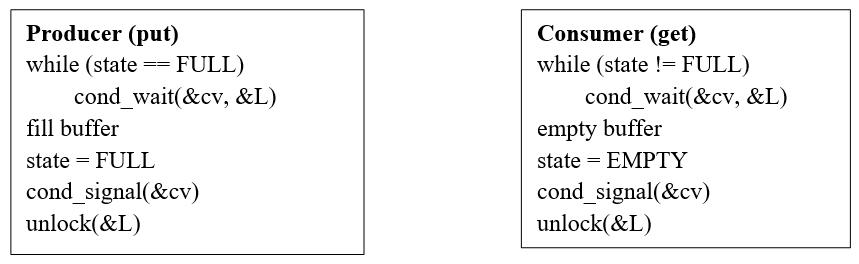 Producer (put)
while (state == FULL)
cond_wait(&cv, &L)
fill buffer
state = FULL
cond_signal(&cv)
unlock(&L)
Consumer (get)
while (state != FULL)
cond_wait(&cv, &L)
empty buffer
state = EMPTY
cond_signal(&cv)
unlock(&L)